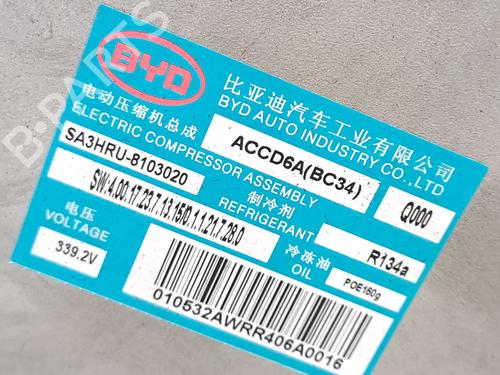 BYD
比亚迪汽车工业有限公司
BYD AUTO INDUSTRY CO.,LTD
电动压缩机总成
ELECTRIC COMPRESSOR ASSEMBLY
ACCD6A(BC34)
Q000
SA3HRU-8103020
制冷剂
REFRIGERANT
R134a
SW:4.00.17.23.7.13.15/0.1.1.21.7.28.0
电压
VOLTAGE
339.2V
冷冻油
OIL
POE160g
010532AWRR406A0016
B-PARTS